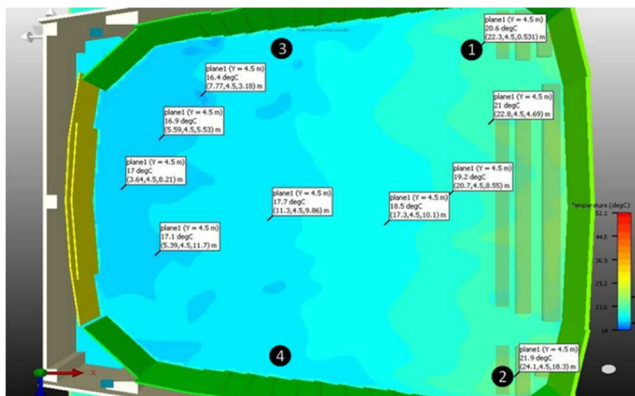 plane1 (Y = 4.5 m)
20.6 degC
(22.3,4.5,0.531) m
3
1
plane1 (Y = 4.5 m)
16.4 degC
(7.77,4.5,3.18) m
plane1 (Y = 4.5 m)
21 degC
(22.8,4.5,4.69) m
plane1 (Y = 4.5 m)
16.9 degC
(5.59,4.5,5.53) m
plane1 (Y = 4.5 m)
17 degC
(3.64,4.5,8.21) m
plane1 (Y = 4.5 m)
19.2 degC
(20.7,4.5,8.55) m
plane1 (Y = 4.5 m)
17.7 degC
(11.3,4.5,9.86) m
plane1 (Y = 4.5 m)
18.5 degC
(17.3,4.5,10.1) m
plane1 (Y = 4.5 m)
17.1 degC
(5.39,4.5,11.7) m
Temperature (degC)
52.1
44.5
36.9
29.2
21.6
14
4
plane1 (Y = 4.5 m)
21.9 degC
(24.1,4.5,18.3) m
2
X